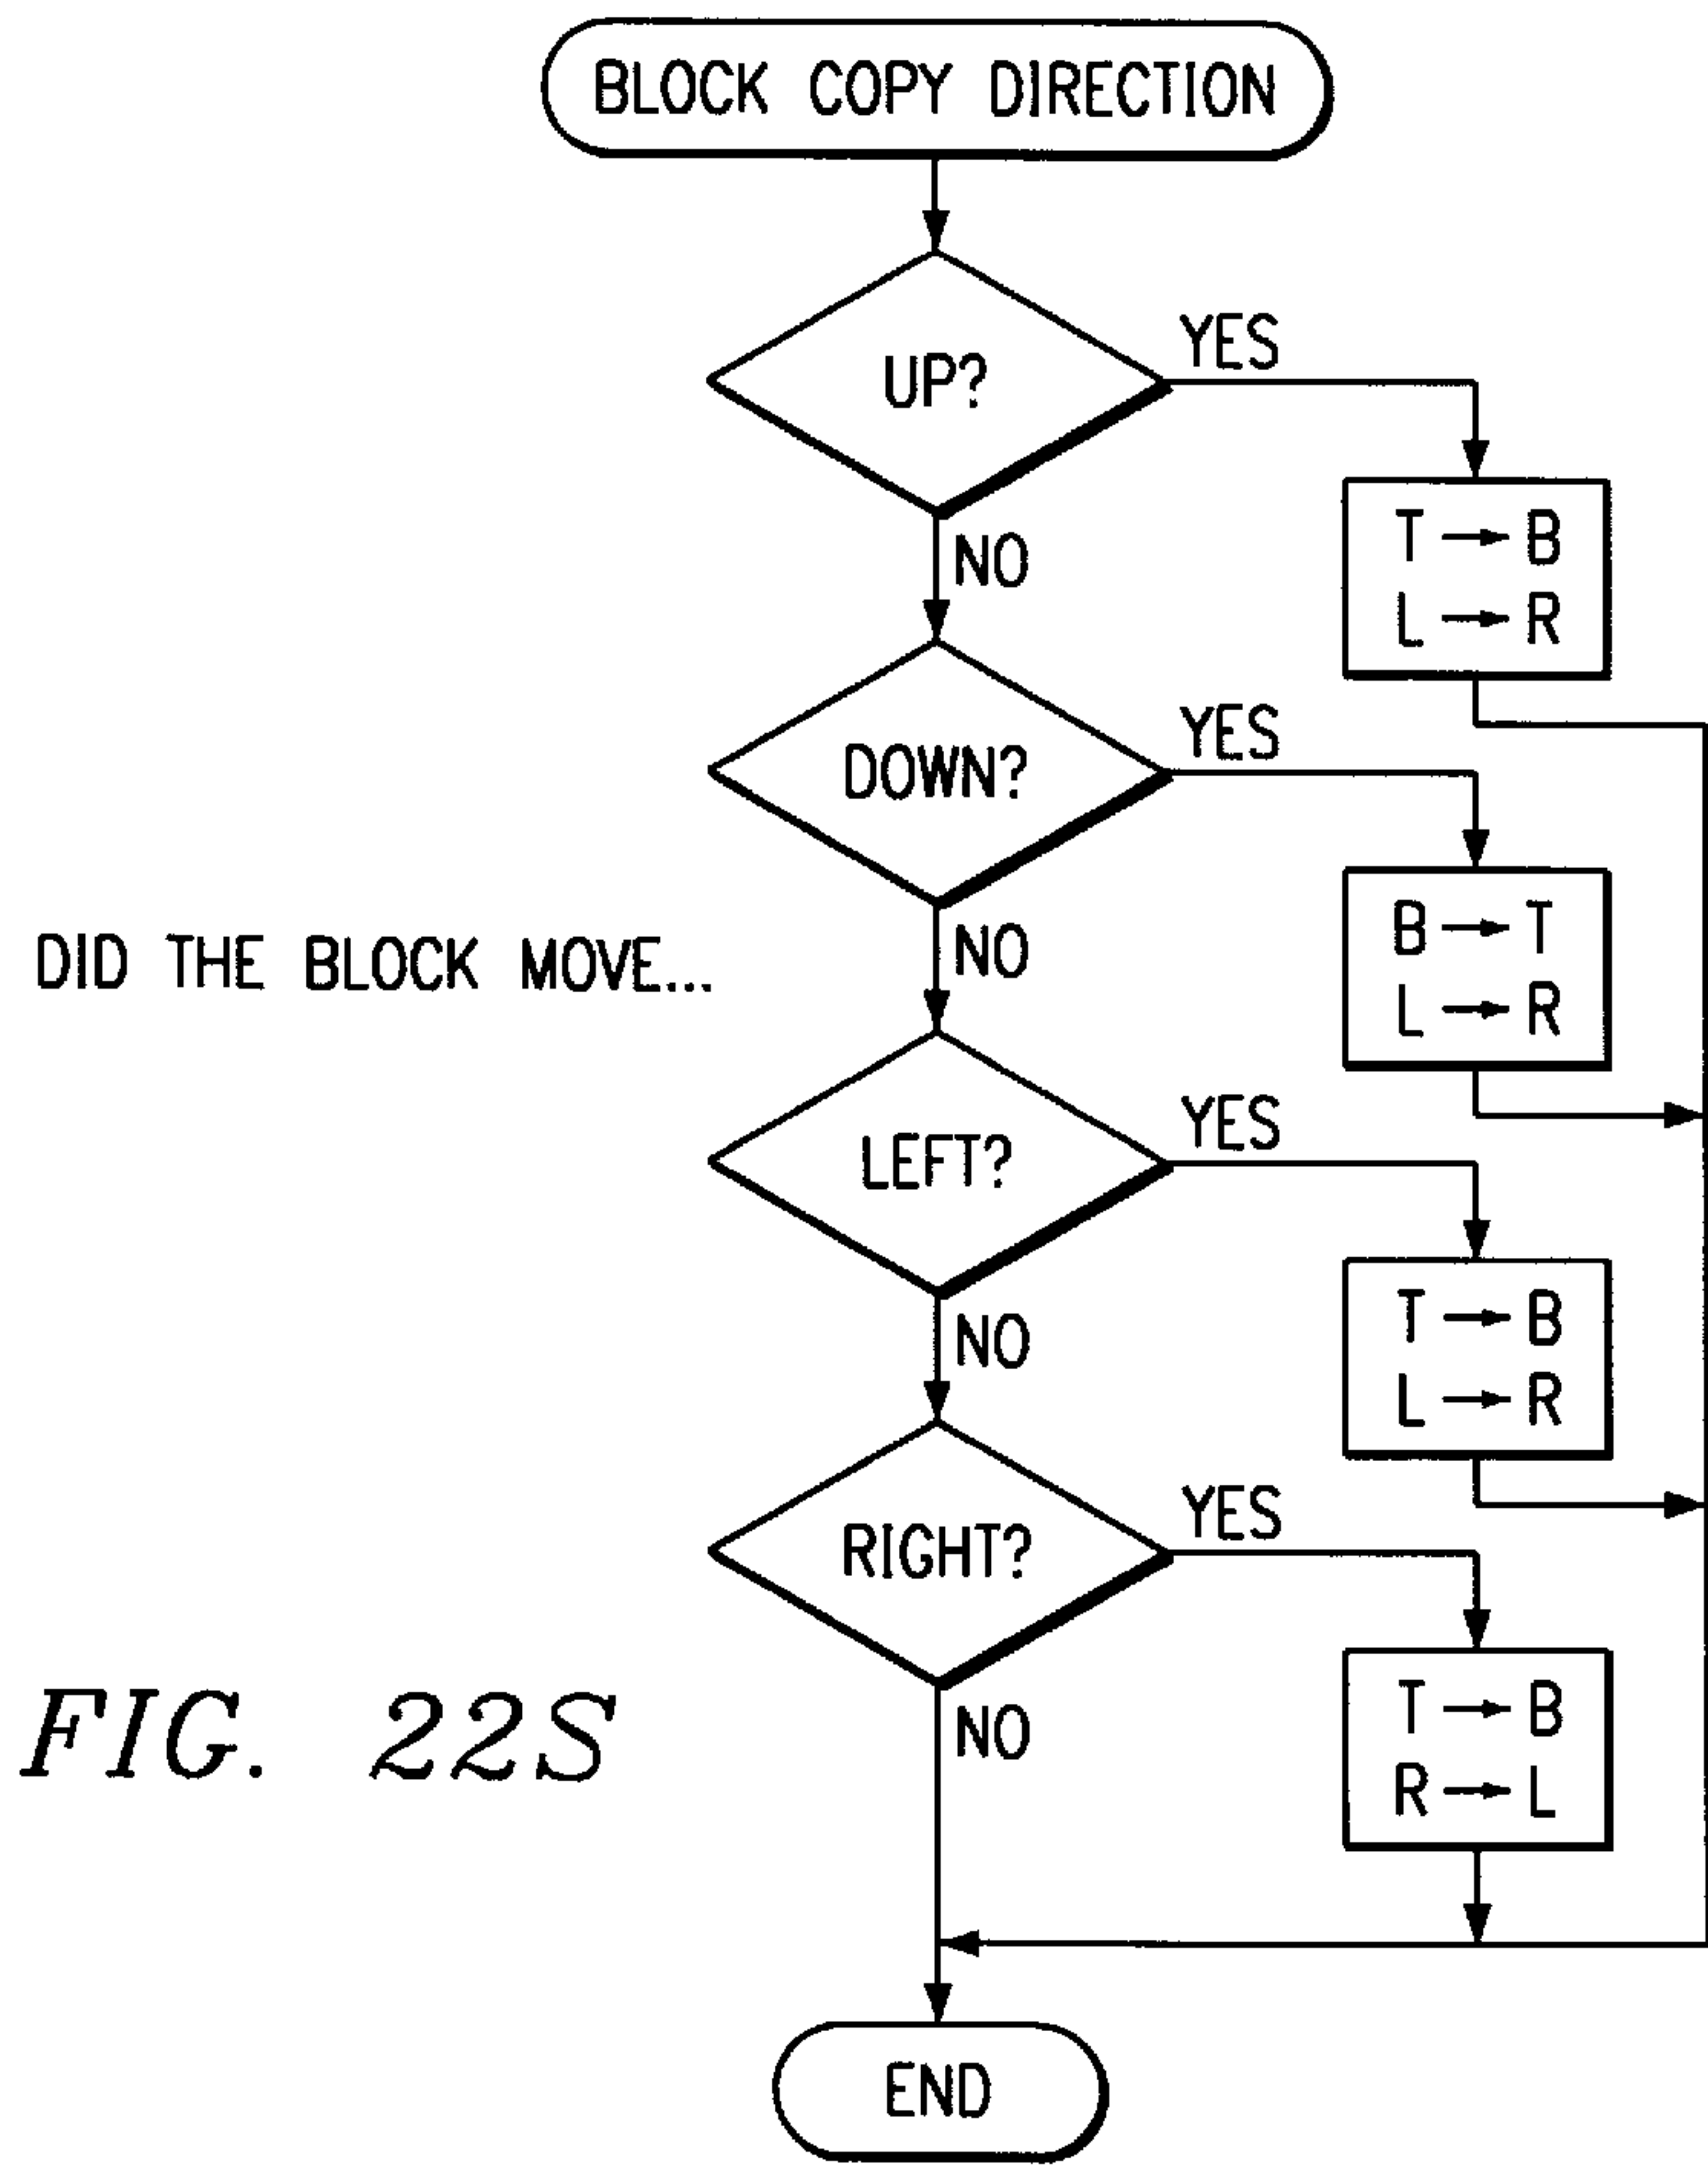 BLOCK COPY DIRECTION
UP?
YES
T → B
L → R
NO
DOWN?
YES
B → T
L → R
DID THE BLOCK MOVE...
NO
LEFT?
YES
T → B
L → R
NO
RIGHT?
YES
T → B
R → L
NO
FIG. 22S
END